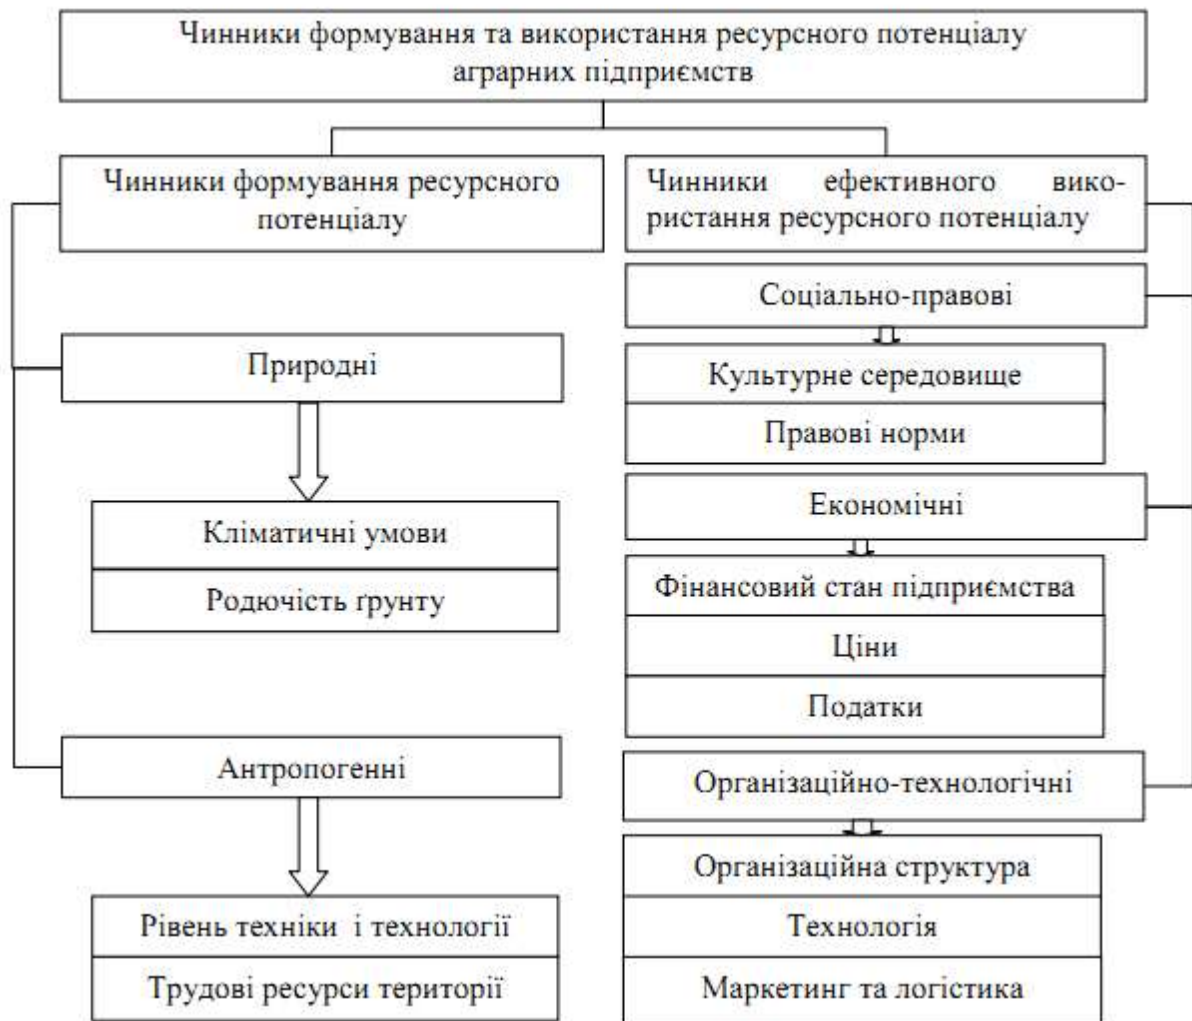 Чинники формування та використання ресурсного потенціалу
аграрних підприємств
Чинники формування ресурсного
потенціалу
Природні
Кліматичні умови
Родючість ґрунту
Антропогенні
Рівень техніки і технології
Трудові ресурси території
Чинники ефективного вико-
ристання ресурсного потенціалу
Соціально-правові
Культурне середовище
Правові норми
Економічні
Фінансовий стан підприємства
Ціни
Податки
Організаційно-технологічні
Організаційна структура
Технологія
Маркетинг та логістика